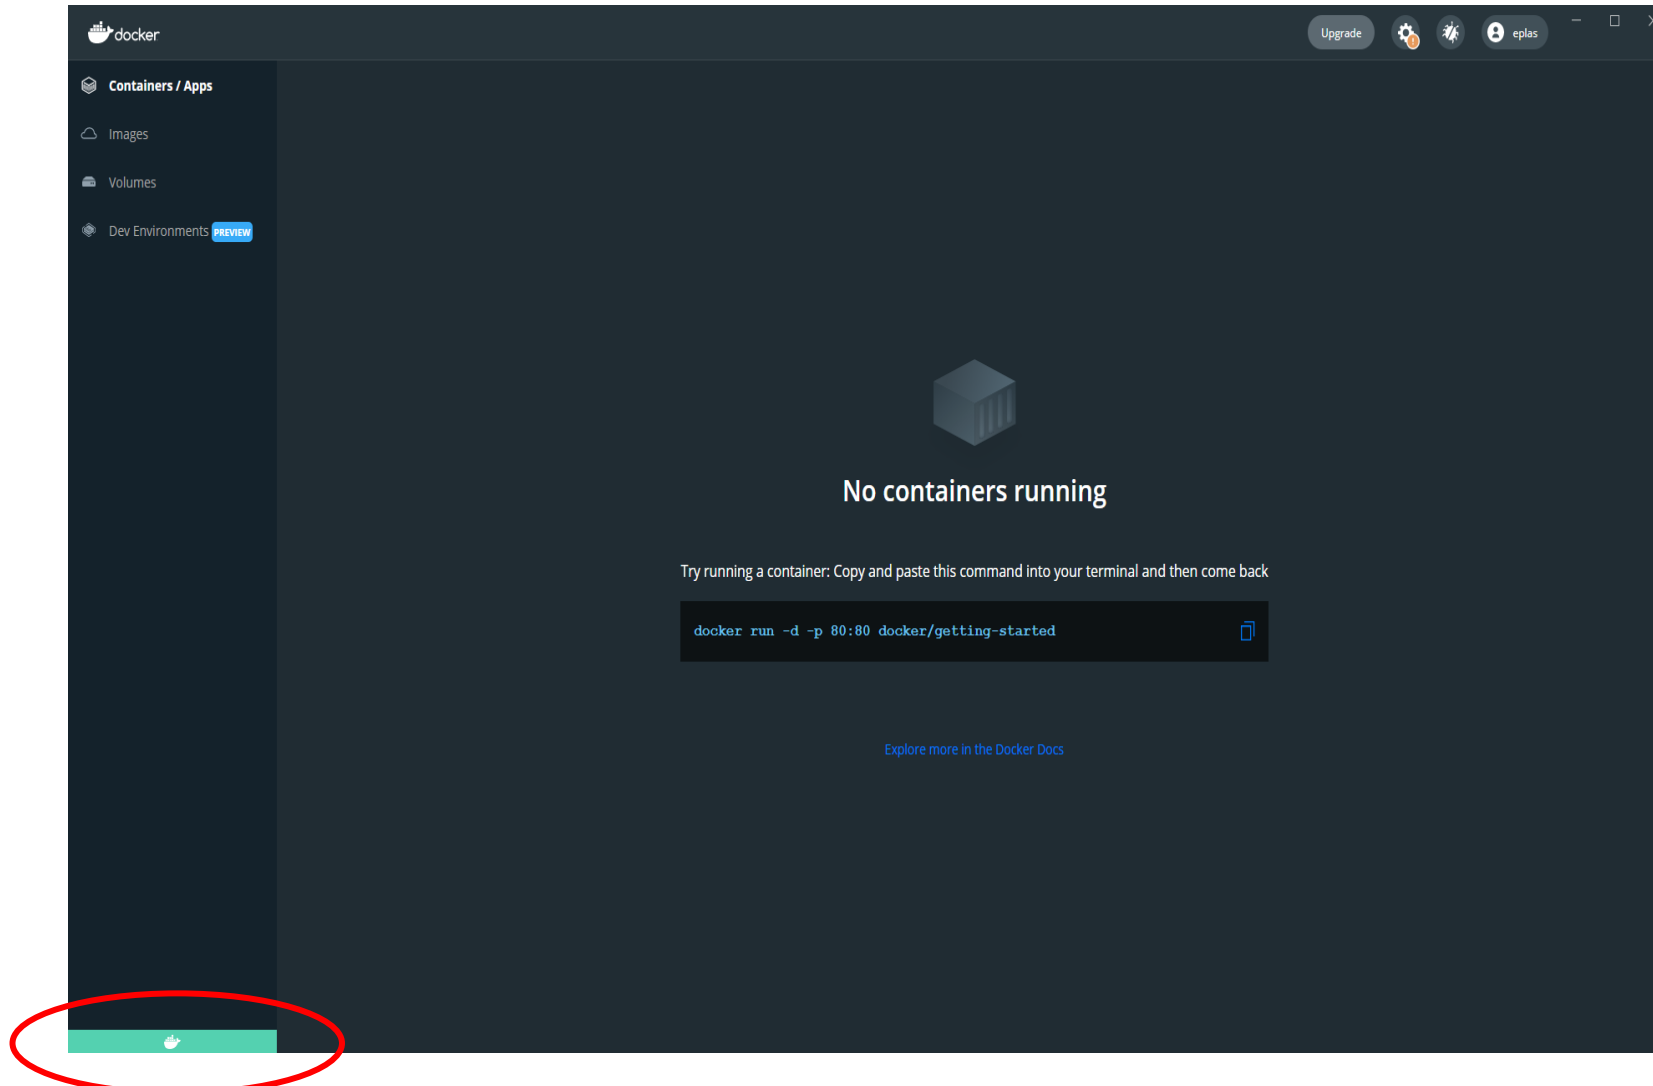 docker
Upgrade
eplas
Containers / Apps
Images
Volumes
Dev Environments PREVIEW
No containers running
Try running a container: Copy and paste this command into your terminal and then come back
docker run -d -p 80:80 docker/getting-started
Explore more in the Docker Docs